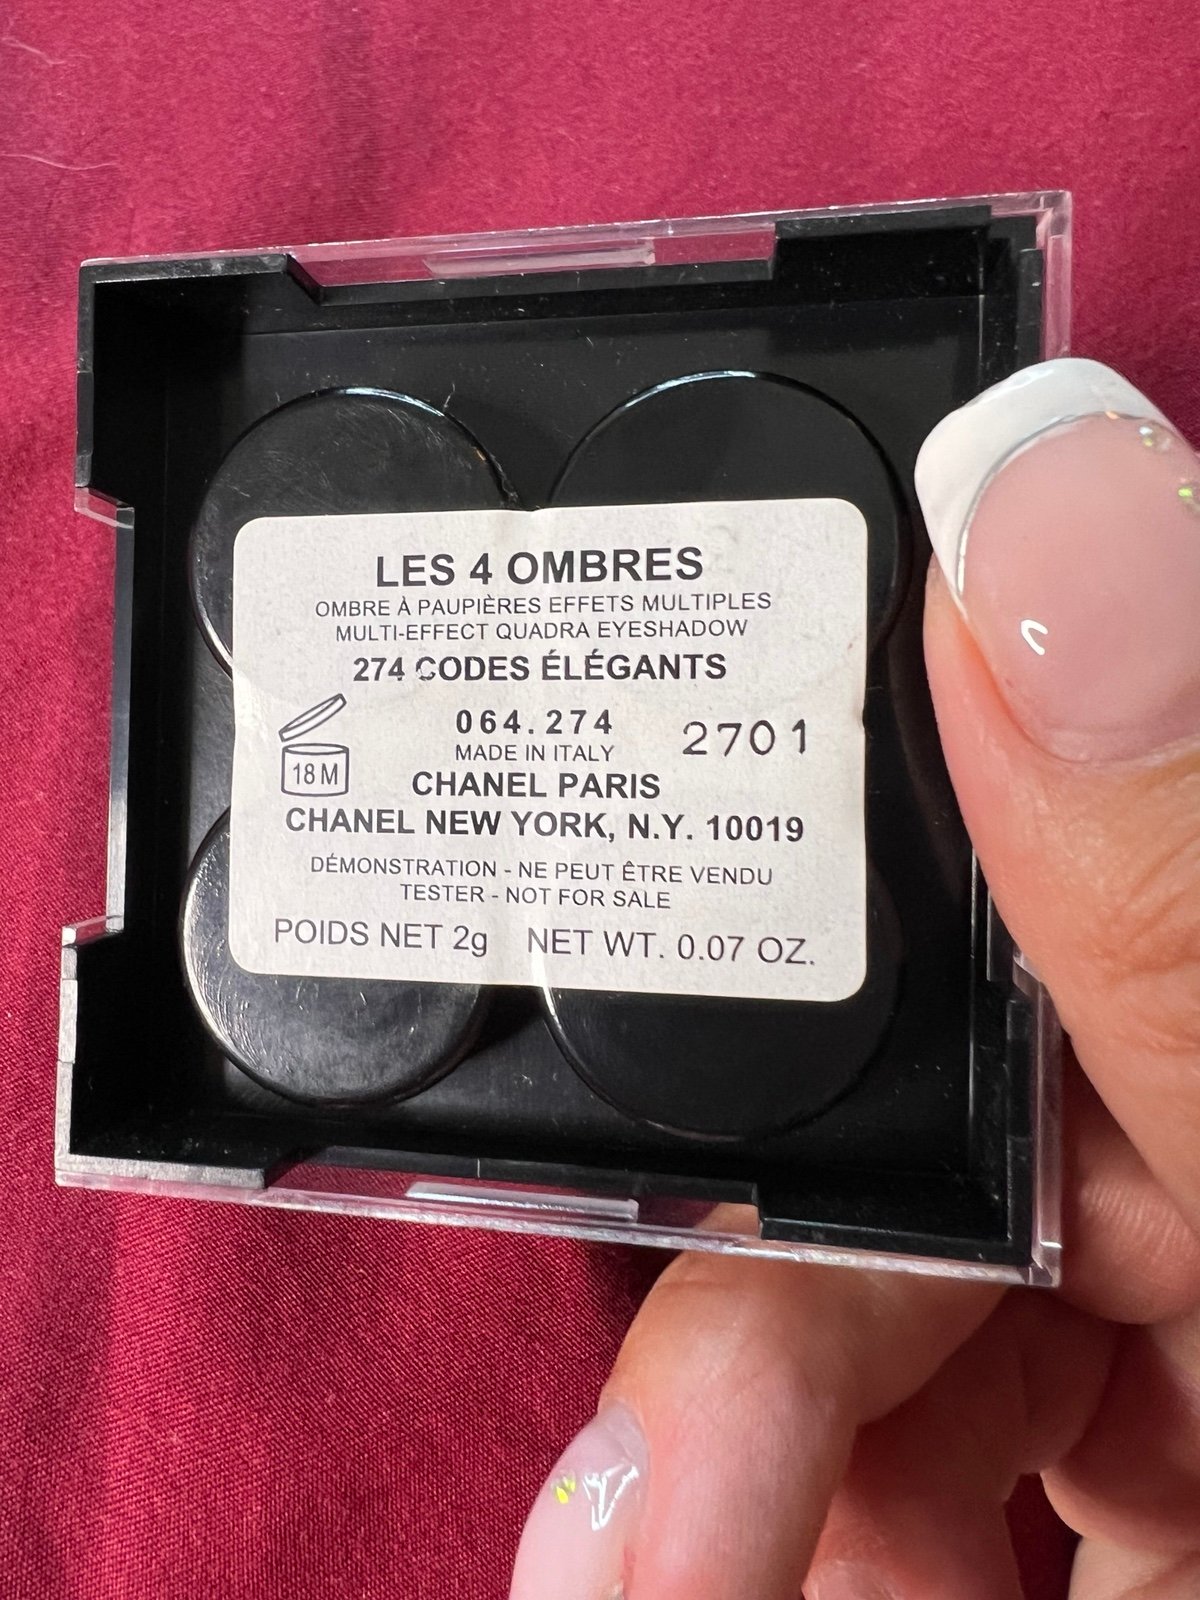 LES 4 OMBRES
OMBRE À PAUPIÈRES EFFETS MULTIPLES
MULTI-EFFECT QUADRA EYESHADOW
274 CODES ÉLÉGANTS
064.274 2701
MADE IN ITALY
18 M
CHANEL PARIS
CHANEL NEW YORK, N.Y. 10019
DÉMONSTRATION - NE PEUT ÊTRE VENDU
TESTER - NOT FOR SALE
POIDS NET 2g NET WT. 0.07 OZ.